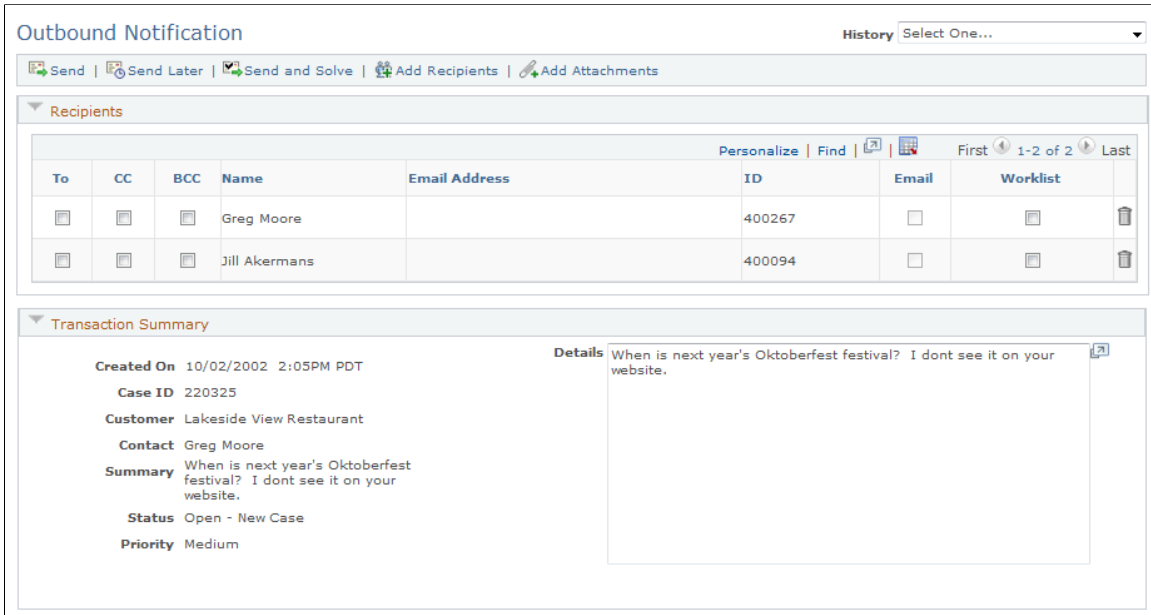 Outbound Notification
History Select One...
Send | Send Later | Send and Solve | Add Recipients | Add Attachments
Recipients
Personalize | Find | | First 1-2 of 2 Last
To CC BCC Name Email Address ID Email Worklist
Greg Moore 400267
Jill Akermans 400094
Transaction Summary
Created On 10/02/2002 2:05PM PDT
Case ID 220325
Customer Lakeside View Restaurant
Contact Greg Moore
Summary When is next year's Oktoberfest
festival? I dont see it on your
website.
Status Open - New Case
Priority Medium
Details When is next year's Oktoberfest festival? I dont see it on your
website.